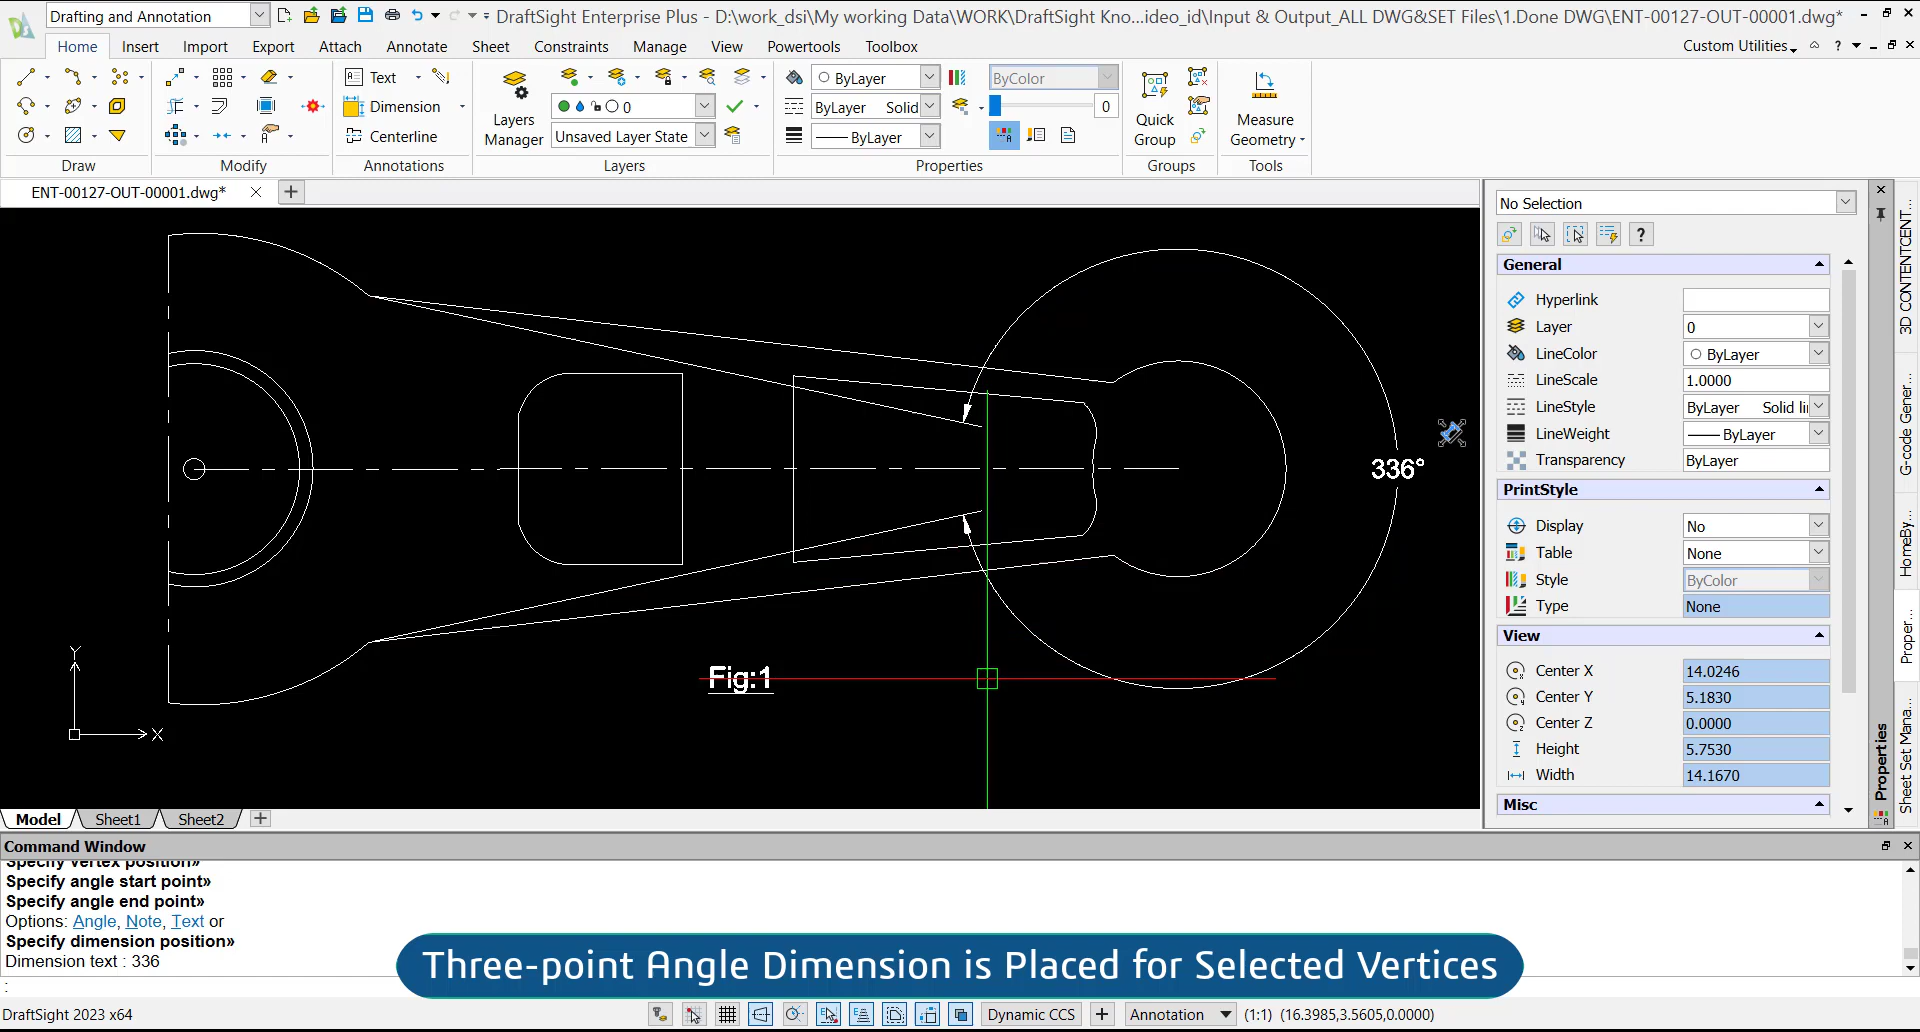 Drafting and Annotation
DraftSight Enterprise Plus - D:\work_dsi\My working Data\WORK\DraftSight Kno...ideo_id\Input & Output_ALL DWG&SET Files\1.Done DWG\ENT-00127-OUT-00001.dwg*
Home Insert Import Export Attach Annotate Sheet Constraints Manage View Powertools Toolbox
Custom Utilities
Text
Dimension
Centerline
Layers Manager
0
Unsaved Layer State
ByLayer
ByLayer Solid
ByLayer
ByColor
0
Quick Group
Measure Geometry
Draw Modify Annotations Layers Properties Groups Tools
ENT-00127-OUT-00001.dwg*
336°
Fig:1
Y
X
No Selection
General
Hyperlink
Layer 0
LineColor ByLayer
LineScale 1.0000
LineStyle ByLayer Solid li
LineWeight ByLayer
Transparency ByLayer
PrintStyle
Display No
Table None
Style ByColor
Type None
View
Center X 14.0246
Center Y 5.1830
Center Z 0.0000
Height 5.7530
Width 14.1670
Misc
Properties
3D CONTENTCENT...
G-code Gener...
HomeBy...
Proper...
Sheet Set Mana...
Model Sheet1 Sheet2
Command Window
Specify vertex position»
Specify angle start point»
Specify angle end point»
Options: Angle, Note, Text or
Specify dimension position»
Dimension text : 336
:
Three-point Angle Dimension is Placed for Selected Vertices
DraftSight 2023 x64
Dynamic CCS
Annotation
(1:1) (16.3985,3.5605,0.0000)